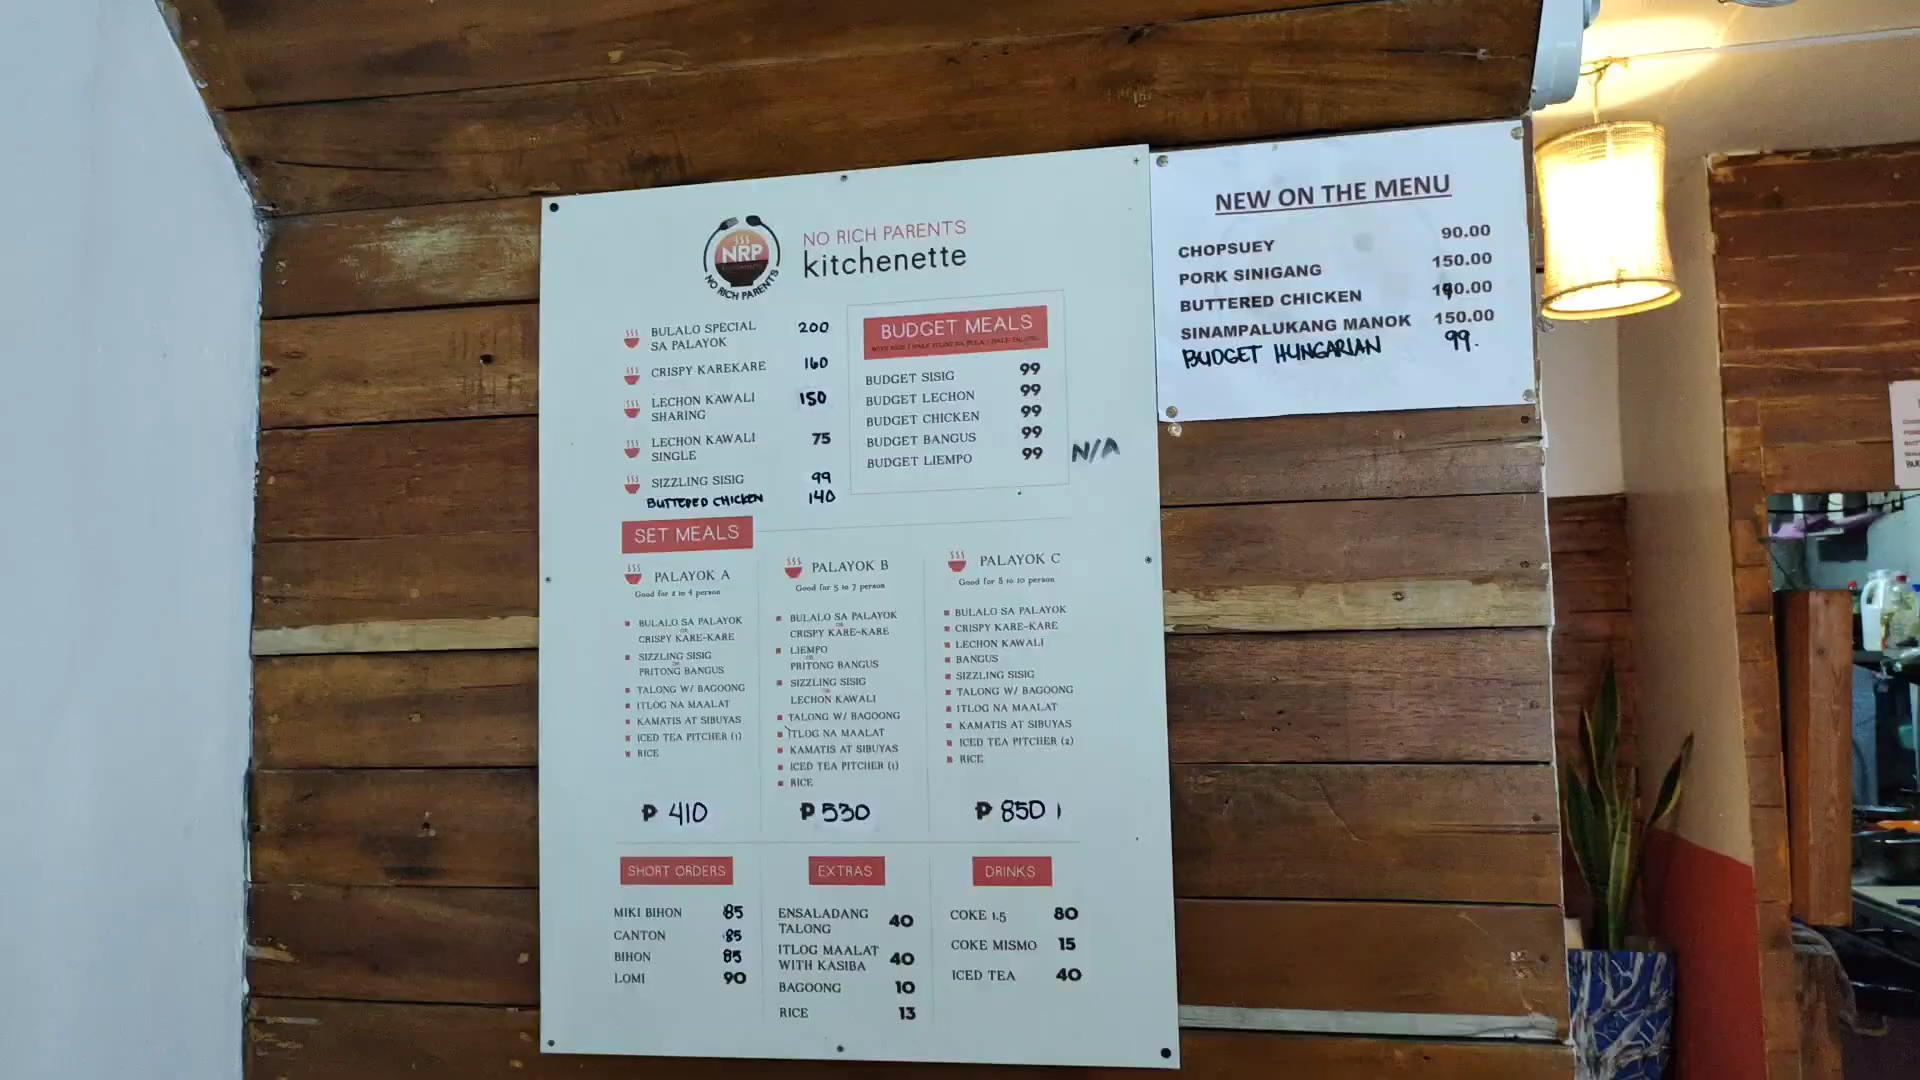 NRP
NO RICH PARENTS
NO RICH PARENTS
kitchenette
BULALO SPECIAL 200
SA PALAYOK
CRISPY KAREKARE 160
LECHON KAWALI 150
SHARING
LECHON KAWALI 75
SINGLE
SIZZLING SISIG 99
BUTTERED CHICKEN 140
BUDGET MEALS
BUDGET SISIG 99
BUDGET LECHON 99
BUDGET CHICKEN 99
BUDGET BANGUS 99
BUDGET LIEMPO 99 N/A
SET MEALS
PALAYOK A
Good for 2 to 4 person
BULALO SA PALAYOK
OR
CRISPY KARE-KARE
SIZZLING SISIG
OR
PRITONG BANGUS
TALONG W/ BAGOONG
ITLOG NA MAALAT
KAMATIS AT SIBUYAS
ICED TEA PITCHER (1)
RICE
₱ 410
PALAYOK B
Good for 5 to 7 person
BULALO SA PALAYOK
OR
CRISPY KARE-KARE
LIEMPO
OR
PRITONG BANGUS
SIZZLING SISIG
OR
LECHON KAWALI
TALONG W/ BAGOONG
ITLOG NA MAALAT
KAMATIS AT SIBUYAS
ICED TEA PITCHER (1)
RICE
₱ 530
PALAYOK C
Good for 8 to 10 person
BULALO SA PALAYOK
CRISPY KARE-KARE
LECHON KAWALI
BANGUS
SIZZLING SISIG
TALONG W/ BAGOONG
ITLOG NA MAALAT
KAMATIS AT SIBUYAS
ICED TEA PITCHER (2)
RICE
₱ 850
SHORT ORDERS
MIKI BIHON 85
CANTON 85
BIHON 85
LOMI 90
EXTRAS
ENSALADANG 40
TALONG
ITLOG MAALAT 40
WITH KASIBA
BAGOONG 10
RICE 13
DRINKS
COKE 1.5 80
COKE MISMO 15
ICED TEA 40
NEW ON THE MENU
CHOPSUEY 90.00
PORK SINIGANG 150.00
BUTTERED CHICKEN
SINAMPALUKANG MANOK 150.00
BUDGET HUNGARIAN 99.